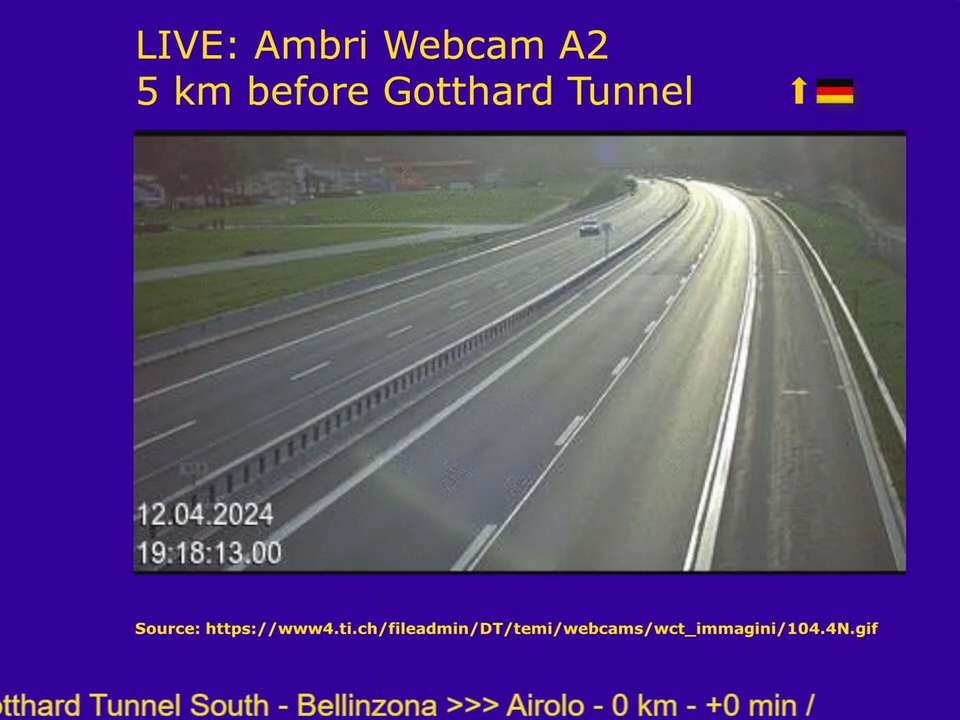 LIVE: Ambri Webcam A2
5 km before Gotthard Tunnel
12.04.2024
19:18:13.00
Source: https://www4.ti.ch/fileadmin/DT/temi/webcams/wct_immagini/104.4N.gif
Tunnel South - Bellinzona >>> Airolo - 0 km - +0 min /